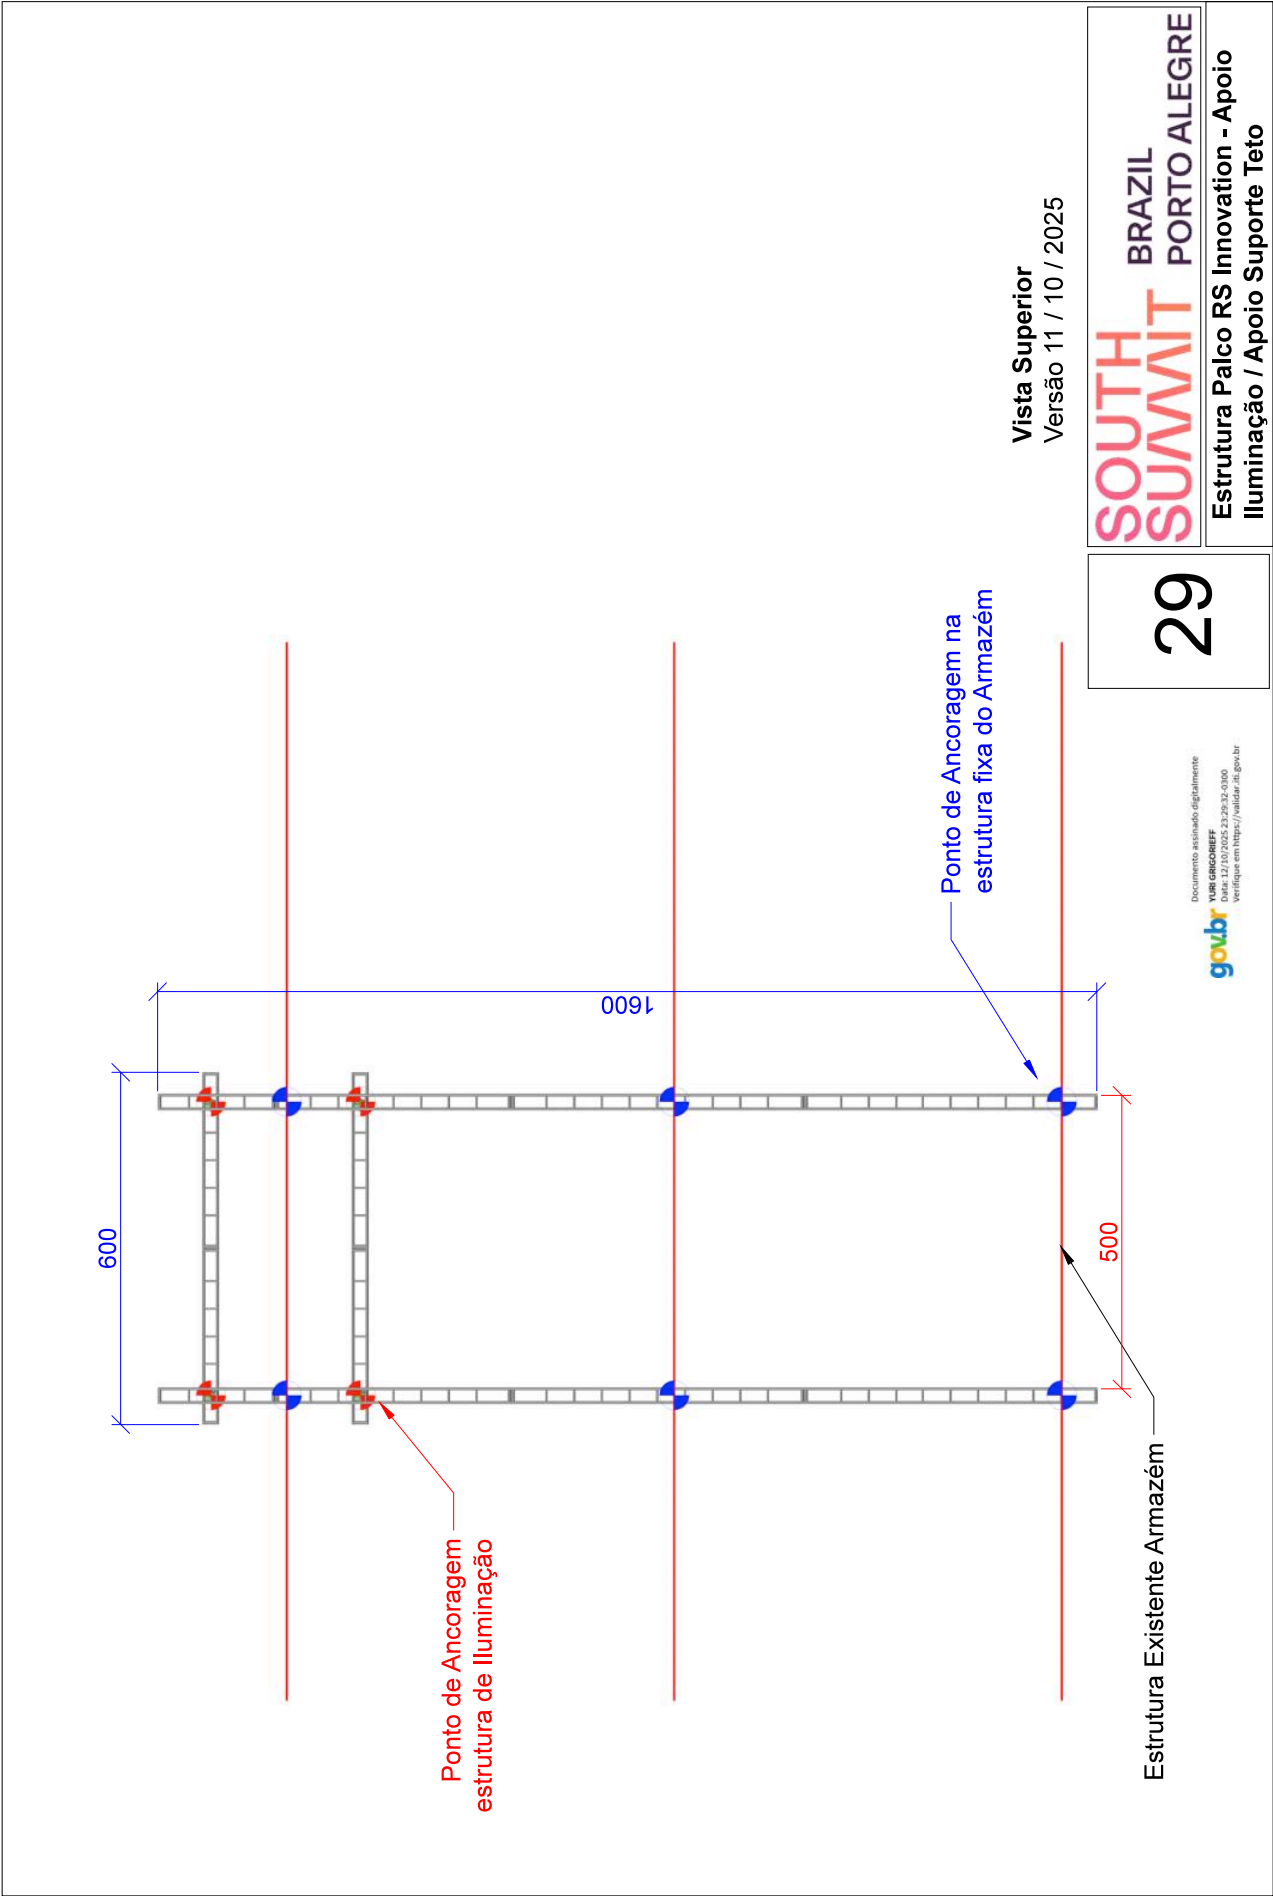 600
1600
500
Ponto de Ancoragem
estrutura de Iluminação
Ponto de Ancoragem na
estrutura fixa do Armazém
Estrutura Existente Armazém
Vista Superior
Versão 11 / 10 / 2025
SOUTH
SUMMIT
BRAZIL
PORTO ALEGRE
Estrutura Palco RS Innovation - Apoio
Iluminação / Apoio Suporte Teto
29
gov.br
Documento assinado digitalmente
YURI GRIGORIEFF
Data: 12/10/2025 23:29:32-0300
Verifique em https://validar.iti.gov.br